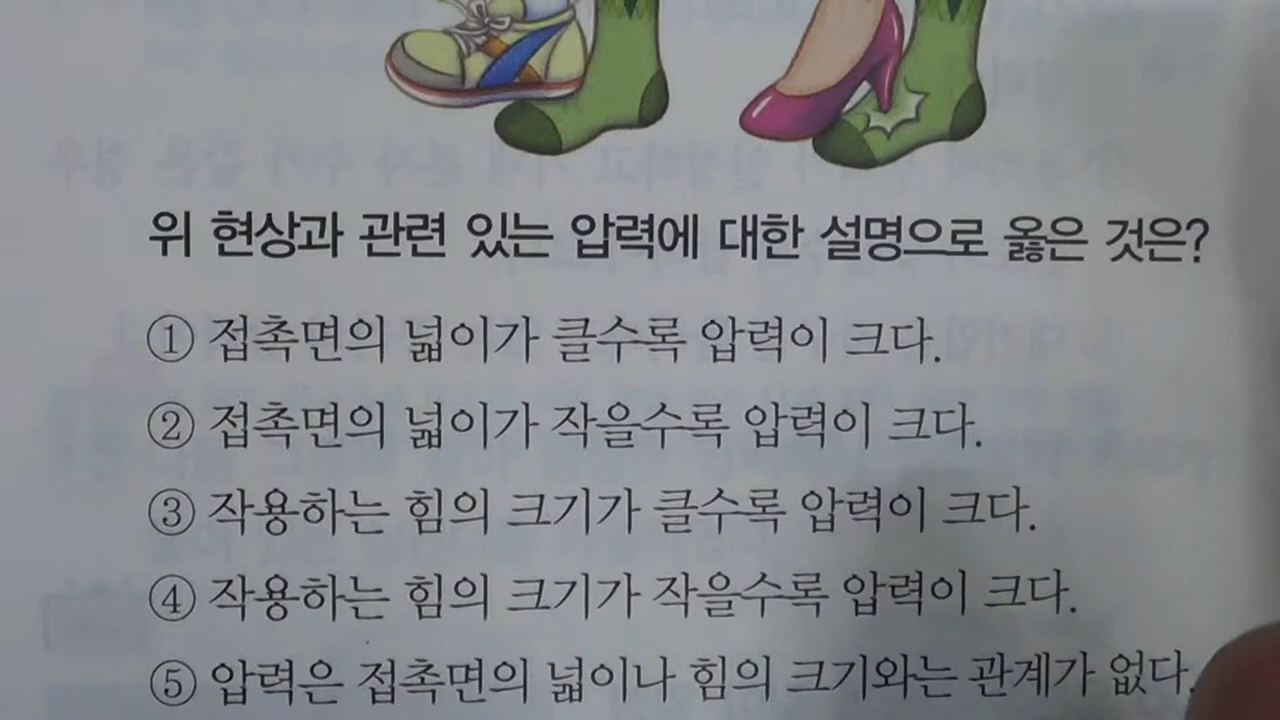 위 현상과 관련 있는 압력에 대한 설명으로 옳은 것은?
① 접촉면의 넓이가 클수록 압력이 크다.
② 접촉면의 넓이가 작을수록 압력이 크다.
③ 작용하는 힘의 크기가 클수록 압력이 크다.
④ 작용하는 힘의 크기가 작을수록 압력이 크다.
⑤ 압력은 접촉면의 넓이나 힘의 크기와는 관계가 없다.